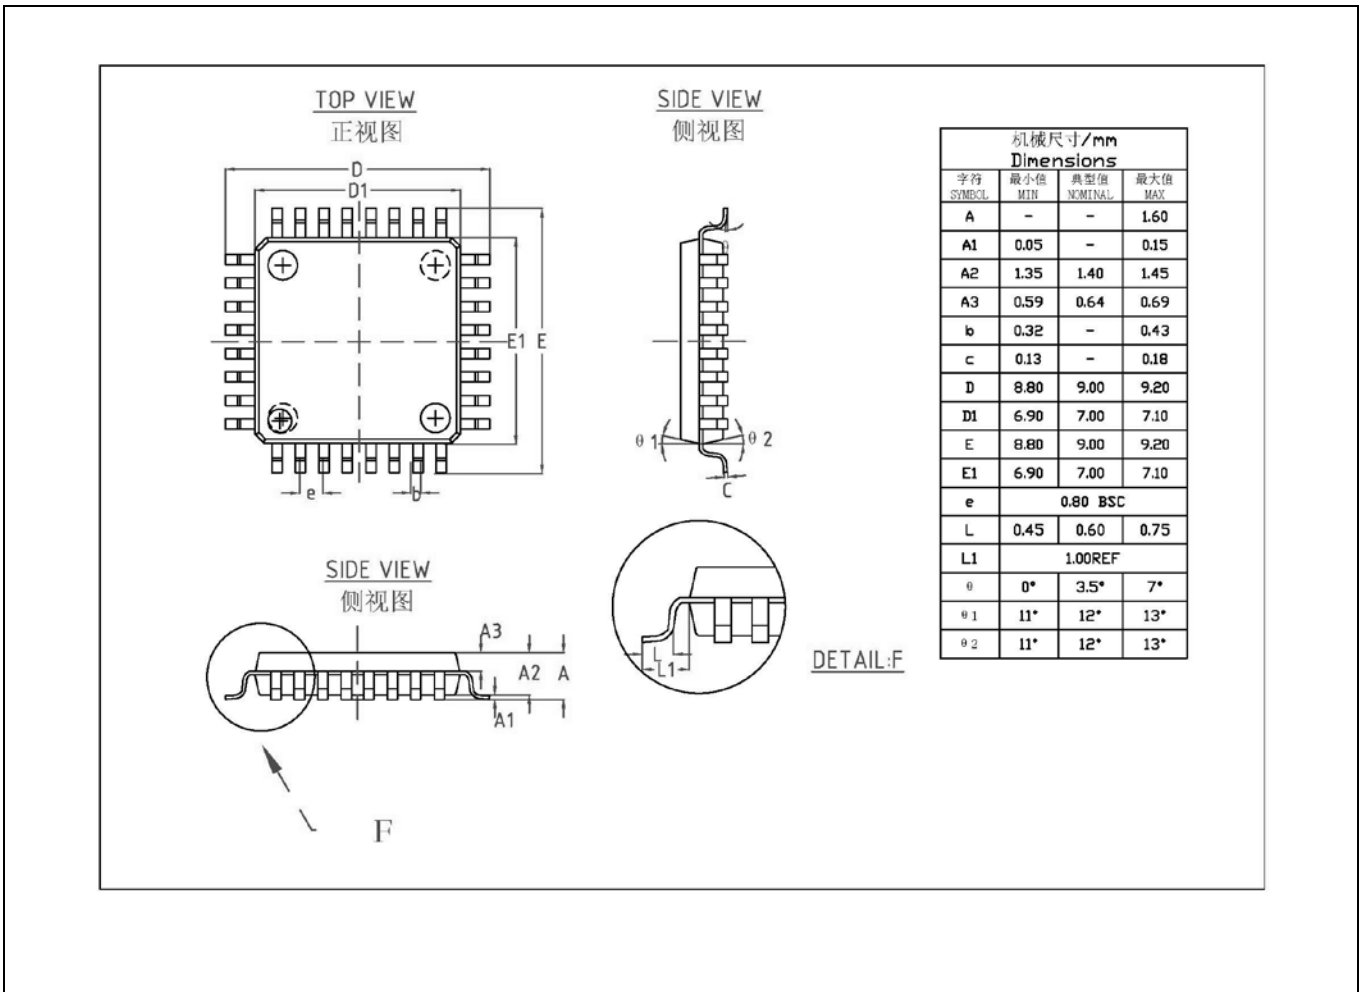 TOP VIEW
正视图
D
D1
E1 E
e
b
SIDE VIEW
侧视图
θ 1
θ 2
C
SIDE VIEW
侧视图
A3
A2
A
A1
F
L
L1
DETAIL:F
机械尺寸/mm
Dimensions
字符 最小值 典型值 最大值
SYMBOL MIN NOMINAL MAX
A - - 1.60
A1 0.05 - 0.15
A2 1.35 1.40 1.45
A3 0.59 0.64 0.69
b 0.32 - 0.43
c 0.13 - 0.18
D 8.80 9.00 9.20
D1 6.90 7.00 7.10
E 8.80 9.00 9.20
E1 6.90 7.00 7.10
e 0.80 BSC
L 0.45 0.60 0.75
L1 1.00REF
θ 0° 3.5° 7°
θ 1 11° 12° 13°
θ 2 11° 12° 13°